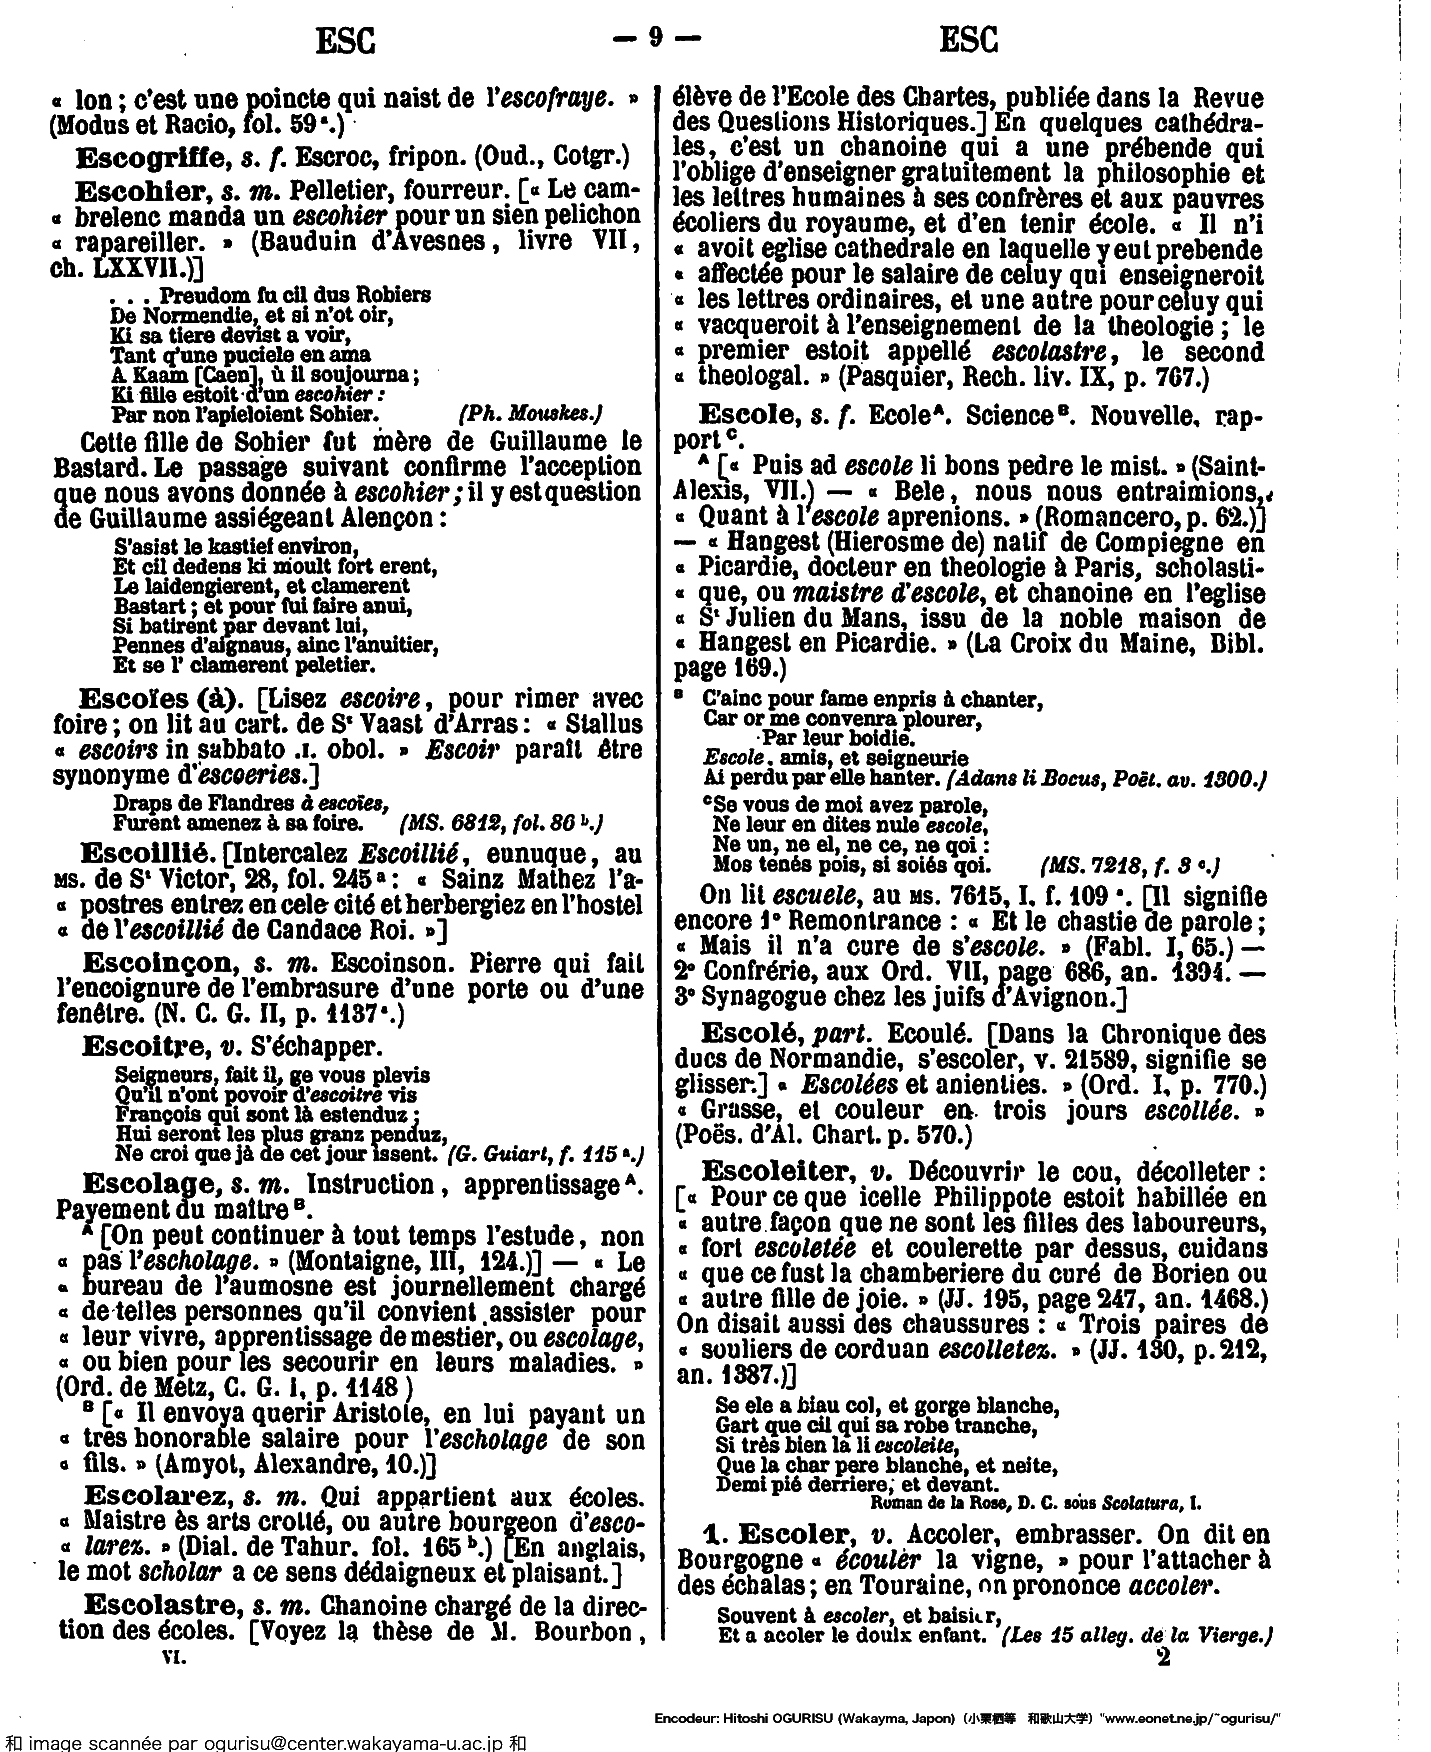 ESC
— 9 —
ESC
« lon ; c'est une poincte qui naist de l'escofraye. »
(Modus et Racio, fol. 59 ª.)
Escogriffe, s. f. Escroc, fripon. (Oud., Cotgr.)
Escohier, s. m. Pelletier, fourreur. [« Le cam-
« brelenc manda un escohier pour un sien pelichon
« rapareiller. » (Bauduin d'Avesnes, livre VII,
ch. LXXVII.)]
. . . Preudom fu cil dus Robiers
De Normendie, et si n'ot oir,
Ki sa tiere devist a voir,
Tant q'une puciele en ama
A Kaam [Caen], ù il soujourna ;
Ki fille estoit d'un escohier :
Par non l'apieloient Sohier. (Ph. Mouskes.)
Cette fille de Sohier fut mère de Guillaume le
Bastard. Le passage suivant confirme l'acception
que nous avons donnée à escohier ; il y est question
de Guillaume assiégeant Alençon :
S'asist le kastief environ,
Et cil dedens ki moult fort erent,
Le laidengierent, et clamerent
Bastart ; et pour fui faire anui,
Si batirent par devant lui,
Pennes d'aignaus, ainc l'anuitier,
Et se l' clamerent peletier.
Escoïes (à). [Lisez escoire, pour rimer avec
foire ; on lit au cart. de Sᵗ Vaast d'Arras : « Stallus
« escoirs in sabbato .I. obol. » Escoir paraît être
synonyme d'escoeries.]
Draps de Flandres à escoïes,
Furent amenez à sa foire. (MS. 6812, fol. 86 ᵇ.)
Escoillié. [Intercalez Escoillié, eunuque, au
MS. de Sᵗ Victor, 28, fol. 245 ª : « Sainz Mathez l'a-
« postres entrez en cele cité et herbergiez en l'hostel
« de l'escoillié de Candace Roi. »]
Escoinçon, s. m. Escoinson. Pierre qui fait
l'encoignure de l'embrasure d'une porte ou d'une
fenêtre. (N. C. G. II, p. 1137 ª.)
Escoitre, v. S'échapper.
Seigneurs, fait il, ge vous plevis
Qu'il n'ont povoir d'escoitre vis
François qui sont là estenduz ;
Hui seront les plus granz penduz,
Ne croi que jà de cet jour issent. (G. Guiart, f. 115 ª.)
Escolage, s. m. Instruction, apprentissage ᴬ.
Payement du maître ᴮ.
ᴬ [On peut continuer à tout temps l'estude, non
« pas l'escholage. » (Montaigne, III, 124.)] — « Le
« bureau de l'aumosne est journellement chargé
« de telles personnes qu'il convient assister pour
« leur vivre, apprentissage de mestier, ou escolage,
« ou bien pour les secourir en leurs maladies. »
(Ord. de Metz, C. G. I, p. 1148 )
ᴮ [« Il envoya querir Aristote, en lui payant un
« très honorable salaire pour l'escholage de son
« fils. » (Amyot, Alexandre, 10.)]
Escolarez, s. m. Qui appartient aux écoles.
« Maistre ès arts crotté, ou autre bourgeon d'esco-
« larez. » (Dial. de Tahur. fol. 165 ᵇ.) [En anglais,
le mot scholar a ce sens dédaigneux et plaisant.]
Escolastre, s. m. Chanoine chargé de la direc-
tion des écoles. [Voyez la thèse de M. Bourbon,
VI.
élève de l'Ecole des Chartes, publiée dans la Revue
des Questions Historiques.] En quelques cathédra-
les, c'est un chanoine qui a une prébende qui
l'oblige d'enseigner gratuitement la philosophie et
les lettres humaines à ses confrères et aux pauvres
écoliers du royaume, et d'en tenir école. « Il n'i
« avoit eglise cathedrale en laquelle y eut prebende
« affectée pour le salaire de celuy qui enseigneroit
« les lettres ordinaires, et une autre pour celuy qui
« vacqueroit à l'enseignement de la theologie ; le
« premier estoit appellé escolastre, le second
« theologal. » (Pasquier, Rech. liv. IX, p. 767.)
Escole, s. f. Ecole ᴬ. Science ᴮ. Nouvelle, rap-
port ᶜ.
ᴬ [« Puis ad escole li bons pedre le mist. » (Saint-
Alexis, VII.) — « Bele, nous nous entraimions,
« Quant à l'escole aprenions. » (Romancero, p. 62.)]
— « Hangest (Hierosme de) natif de Compiegne en
« Picardie, docteur en theologie à Paris, scholasti-
« que, ou maistre d'escole, et chanoine en l'eglise
« Sᵗ Julien du Mans, issu de la noble maison de
« Hangest en Picardie. » (La Croix du Maine, Bibl.
page 169.)
ᴮ C'ainc pour fame enpris à chanter,
Car or me convenra plourer,
Par leur boidie.
Escole, amis, et seigneurie
Ai perdu par elle hanter. (Adans li Bocus, Poët. av. 1300.)
ᶜ Se vous de moi avez parole,
Ne leur en dites nule escole,
Ne un, ne el, ne ce, ne qoi :
Mos tenés pois, si soiés qoi. (MS. 7218, f. 3 ª.)
On lit escuele, au MS. 7615, I, f. 109 ª. [Il signifie
encore 1° Remontrance : « Et le chastie de parole ;
« Mais il n'a cure de s'escole. » (Fabl. I, 65.) —
2° Confrérie, aux Ord. VII, page 686, an. 1394. —
3° Synagogue chez les juifs d'Avignon.]
Escolé, part. Ecoulé. [Dans la Chronique des
ducs de Normandie, s'escoler, v. 21589, signifie se
glisser.] « Escolées et anienties. » (Ord. I, p. 770.)
« Grasse, et couleur en trois jours escollée. »
(Poës. d'Al. Chart. p. 570.)
Escoleiter, v. Découvrir le cou, décolleter :
[« Pour ce que icelle Philippote estoit habillée en
« autre façon que ne sont les filles des laboureurs,
« fort escoletée et coulerette par dessus, cuidans
« que ce fust la chamberiere du curé de Borien ou
« autre fille de joie. » (JJ. 195, page 247, an. 1468.)
On disait aussi des chaussures : « Trois paires de
« souliers de corduan escolletez. » (JJ. 130, p. 212,
an. 1387.)]
Se ele a biau col, et gorge blanche,
Gart que cil qui sa robe tranche,
Si très bien la li escoleite,
Que la char pere blanche, et neite,
Demi pié derriere, et devant.
Roman de la Rose, D. C. sous Scolatura, I.
1. Escoler, v. Accoler, embrasser. On dit en
Bourgogne « écouler la vigne, » pour l'attacher à
des échalas ; en Touraine, on prononce accoler.
Souvent à escoler, et baisier,
Et a acoler le doulx enfant. (Les 15 alleg. de la Vierge.)
2
Encodeur: Hitoshi OGURISU (Wakayma, Japon) (小栗栖等 和歌山大学) "www.eonet.ne.jp/~ogurisu/"
和 image scannée par ogurisu@center.wakayama-u.ac.jp 和